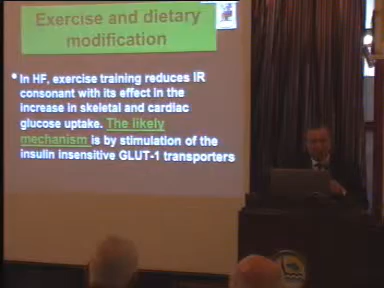 Exercise and dietary
modification
• In HF, exercise training reduces IR
consonant with its effect in the
increase in skeletal and cardiac
glucose uptake. The likely
mechanism is by stimulation of the
insulin insensitive GLUT-1 transporters